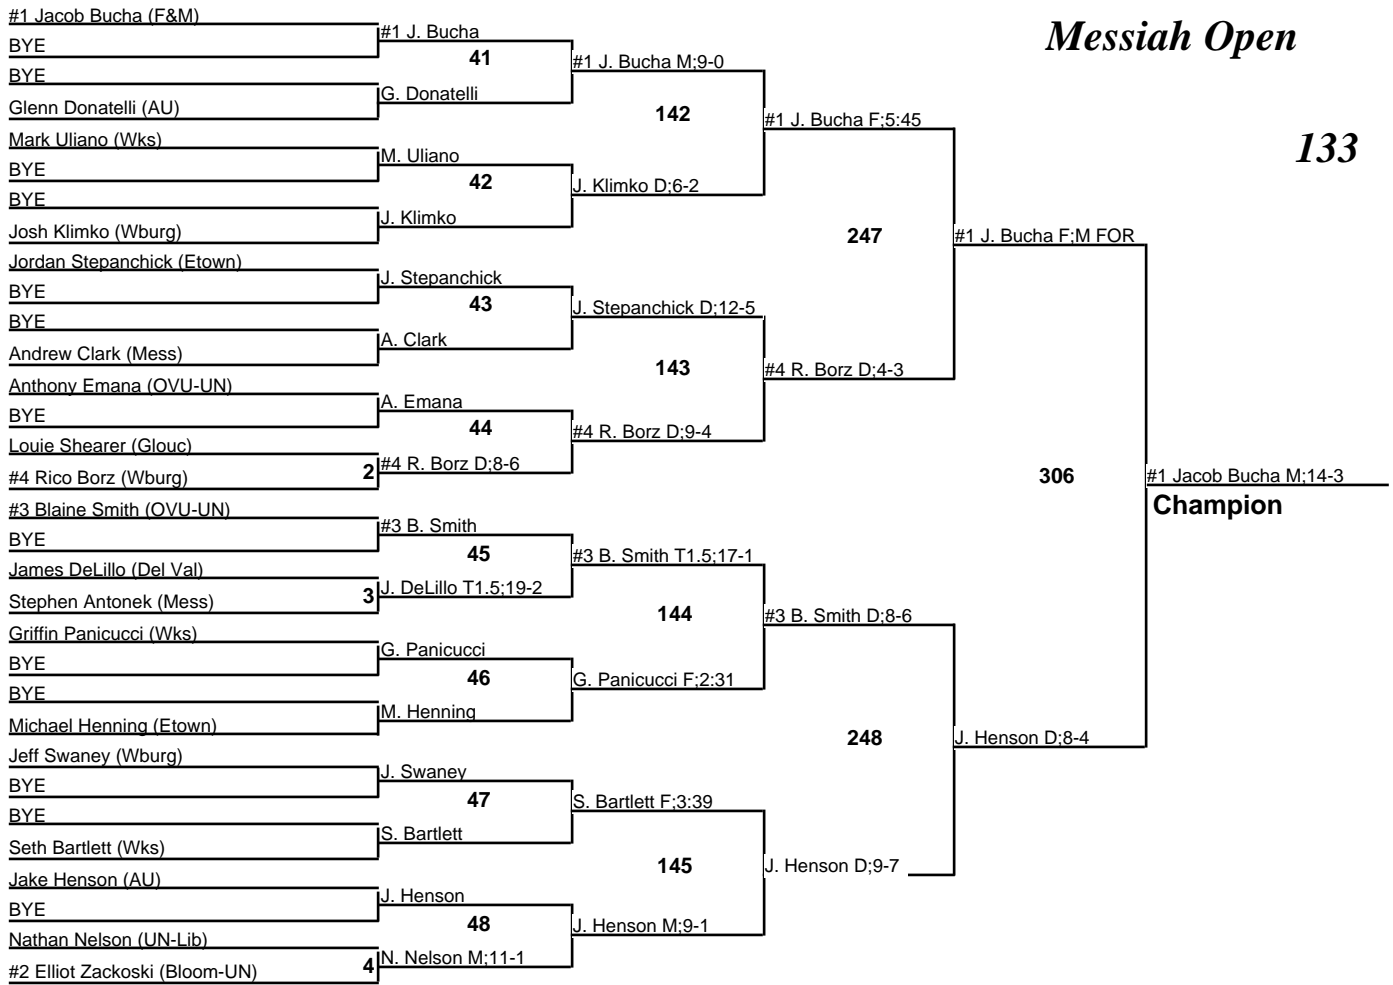 Messiah Open
133
#1 Jacob Bucha (F&M)
BYE
BYE
Glenn Donatelli (AU)
Mark Uliano (Wks)
BYE
BYE
Josh Klimko (Wburg)
Jordan Stepanchick (Etown)
BYE
BYE
Andrew Clark (Mess)
Anthony Emana (OVU-UN)
BYE
Louie Shearer (Glouc)
#4 Rico Borz (Wburg)
2
#3 Blaine Smith (OVU-UN)
BYE
James DeLillo (Del Val)
Stephen Antonek (Mess)
3
Griffin Panicucci (Wks)
BYE
BYE
Michael Henning (Etown)
Jeff Swaney (Wburg)
BYE
BYE
Seth Bartlett (Wks)
Jake Henson (AU)
BYE
Nathan Nelson (UN-Lib)
#2 Elliot Zackoski (Bloom-UN)
4
#1 J. Bucha
41
G. Donatelli
M. Uliano
42
J. Klimko
J. Stepanchick
43
A. Clark
A. Emana
44
#4 R. Borz D;8-6
#3 B. Smith
45
J. DeLillo T1.5;19-2
G. Panicucci
46
M. Henning
J. Swaney
47
S. Bartlett
J. Henson
48
N. Nelson M;11-1
#1 J. Bucha M;9-0
142
J. Klimko D;6-2
J. Stepanchick D;12-5
143
#4 R. Borz D;9-4
#3 B. Smith T1.5;17-1
144
G. Panicucci F;2:31
S. Bartlett F;3:39
145
J. Henson M;9-1
#1 J. Bucha F;5:45
247
#4 R. Borz D;4-3
#3 B. Smith D;8-6
248
J. Henson D;9-7
#1 J. Bucha F;M FOR
306
J. Henson D;8-4
#1 Jacob Bucha M;14-3
Champion